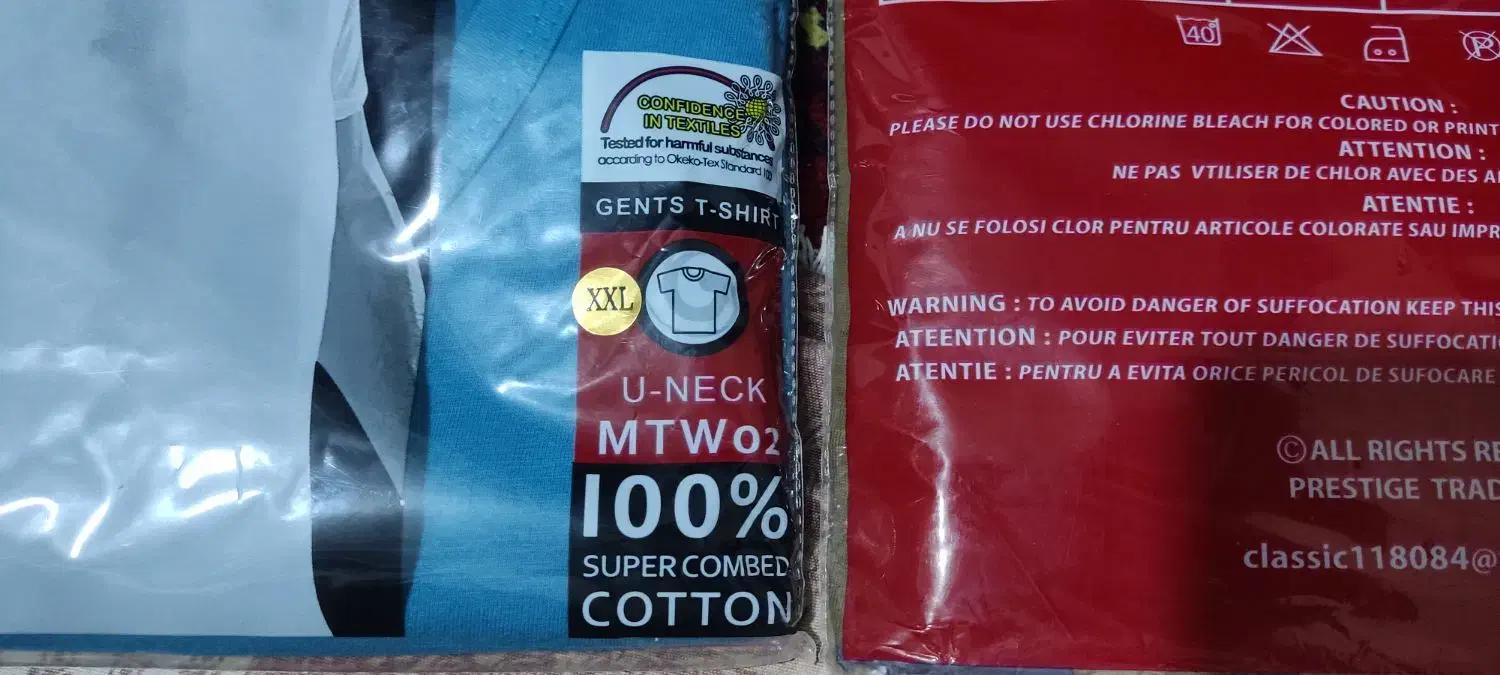 CONFIDENCE
IN TEXTILES
Tested for harmful substances
according to Okeko-Tex Standard 100
GENTS T-SHIRT
XXL
U-NECK
MTW02
100%
SUPER COMBED
COTTON
40
P
CAUTION :
PLEASE DO NOT USE CHLORINE BLEACH FOR COLORED OR PRINT
ATTENTION :
NE PAS VTILISER DE CHLOR AVEC DES
ATENTIE :
A NU SE FOLOSI CLOR PENTRU ARTICOLE COLORATE SAU IMPR
WARNING : TO AVOID DANGER OF SUFFOCATION KEEP THIS
ATEENTION : POUR EVITER TOUT DANGER DE SUFFOCATI
ATENTIE : PENTRU A EVITA ORICE PERICOL DE SUFOCARE
©ALL RIGHTS RE
PRESTIGE TRAD
classic118084@